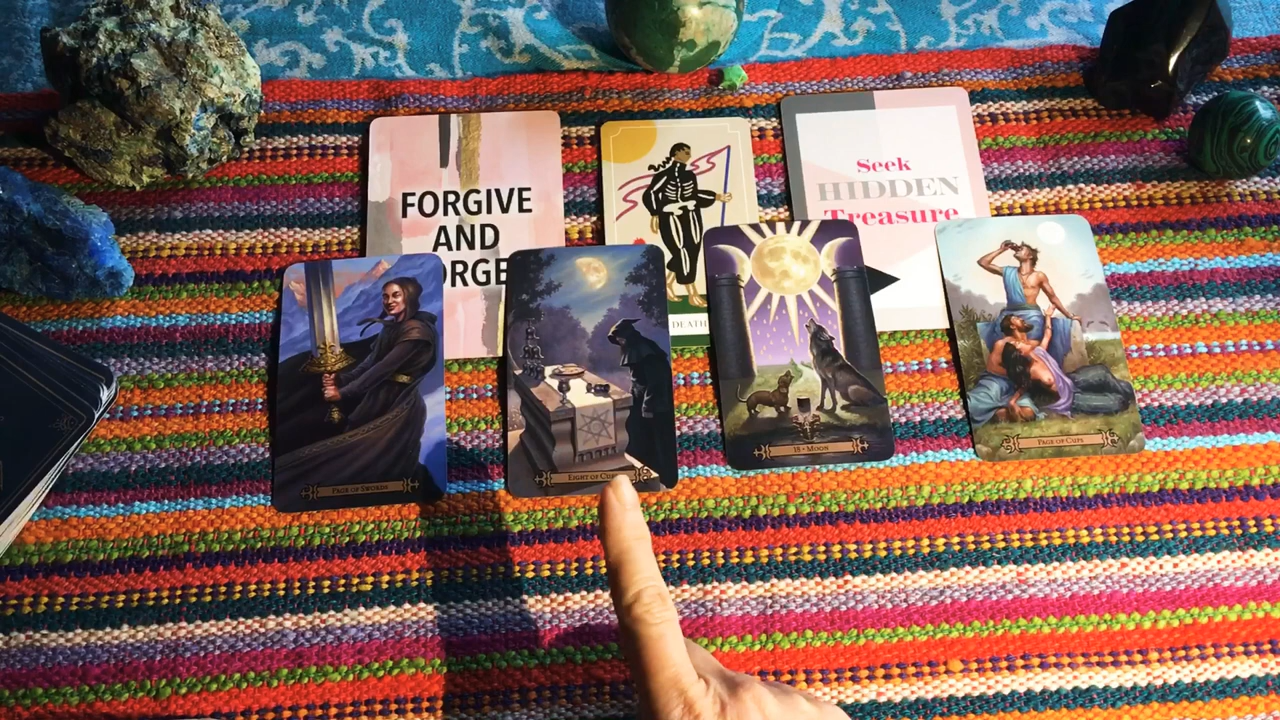 FORGIVE
AND
ORGE
DEATH
Seek
HIDDEN
Treasure
PAGE OF SWORDS
EIGHT OF CUPS
18 - MOON
PAGE OF CUPS